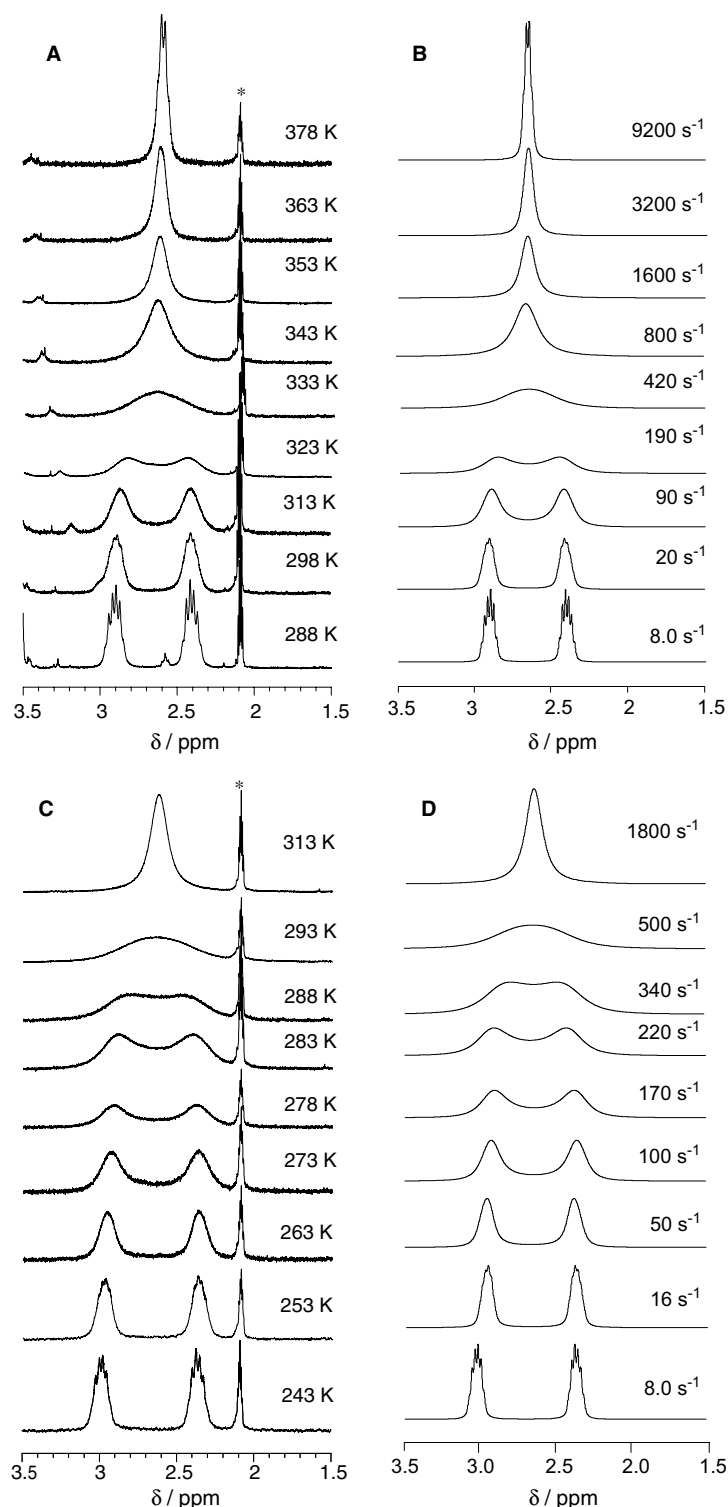 A
*
378 K
363 K
353 K
343 K
333 K
323 K
313 K
298 K
288 K
3.5 3 2.5 2 1.5
δ / ppm
B
9200 s-1
3200 s-1
1600 s-1
800 s-1
420 s-1
190 s-1
90 s-1
20 s-1
8.0 s-1
3.5 3 2.5 2 1.5
δ / ppm
C
*
313 K
293 K
288 K
283 K
278 K
273 K
263 K
253 K
243 K
3.5 3 2.5 2 1.5
δ / ppm
D
1800 s-1
500 s-1
340 s-1
220 s-1
170 s-1
100 s-1
50 s-1
16 s-1
8.0 s-1
3.5 3.0 2.5 2.0 1.5
δ / ppm